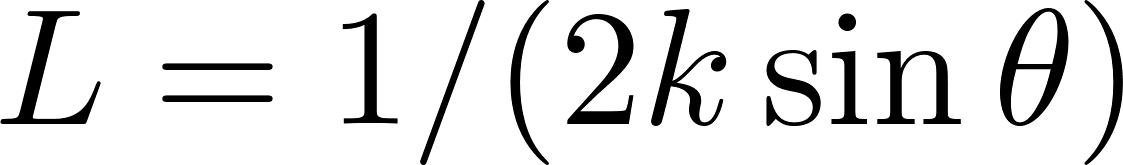 L = 1/(2k sin θ)